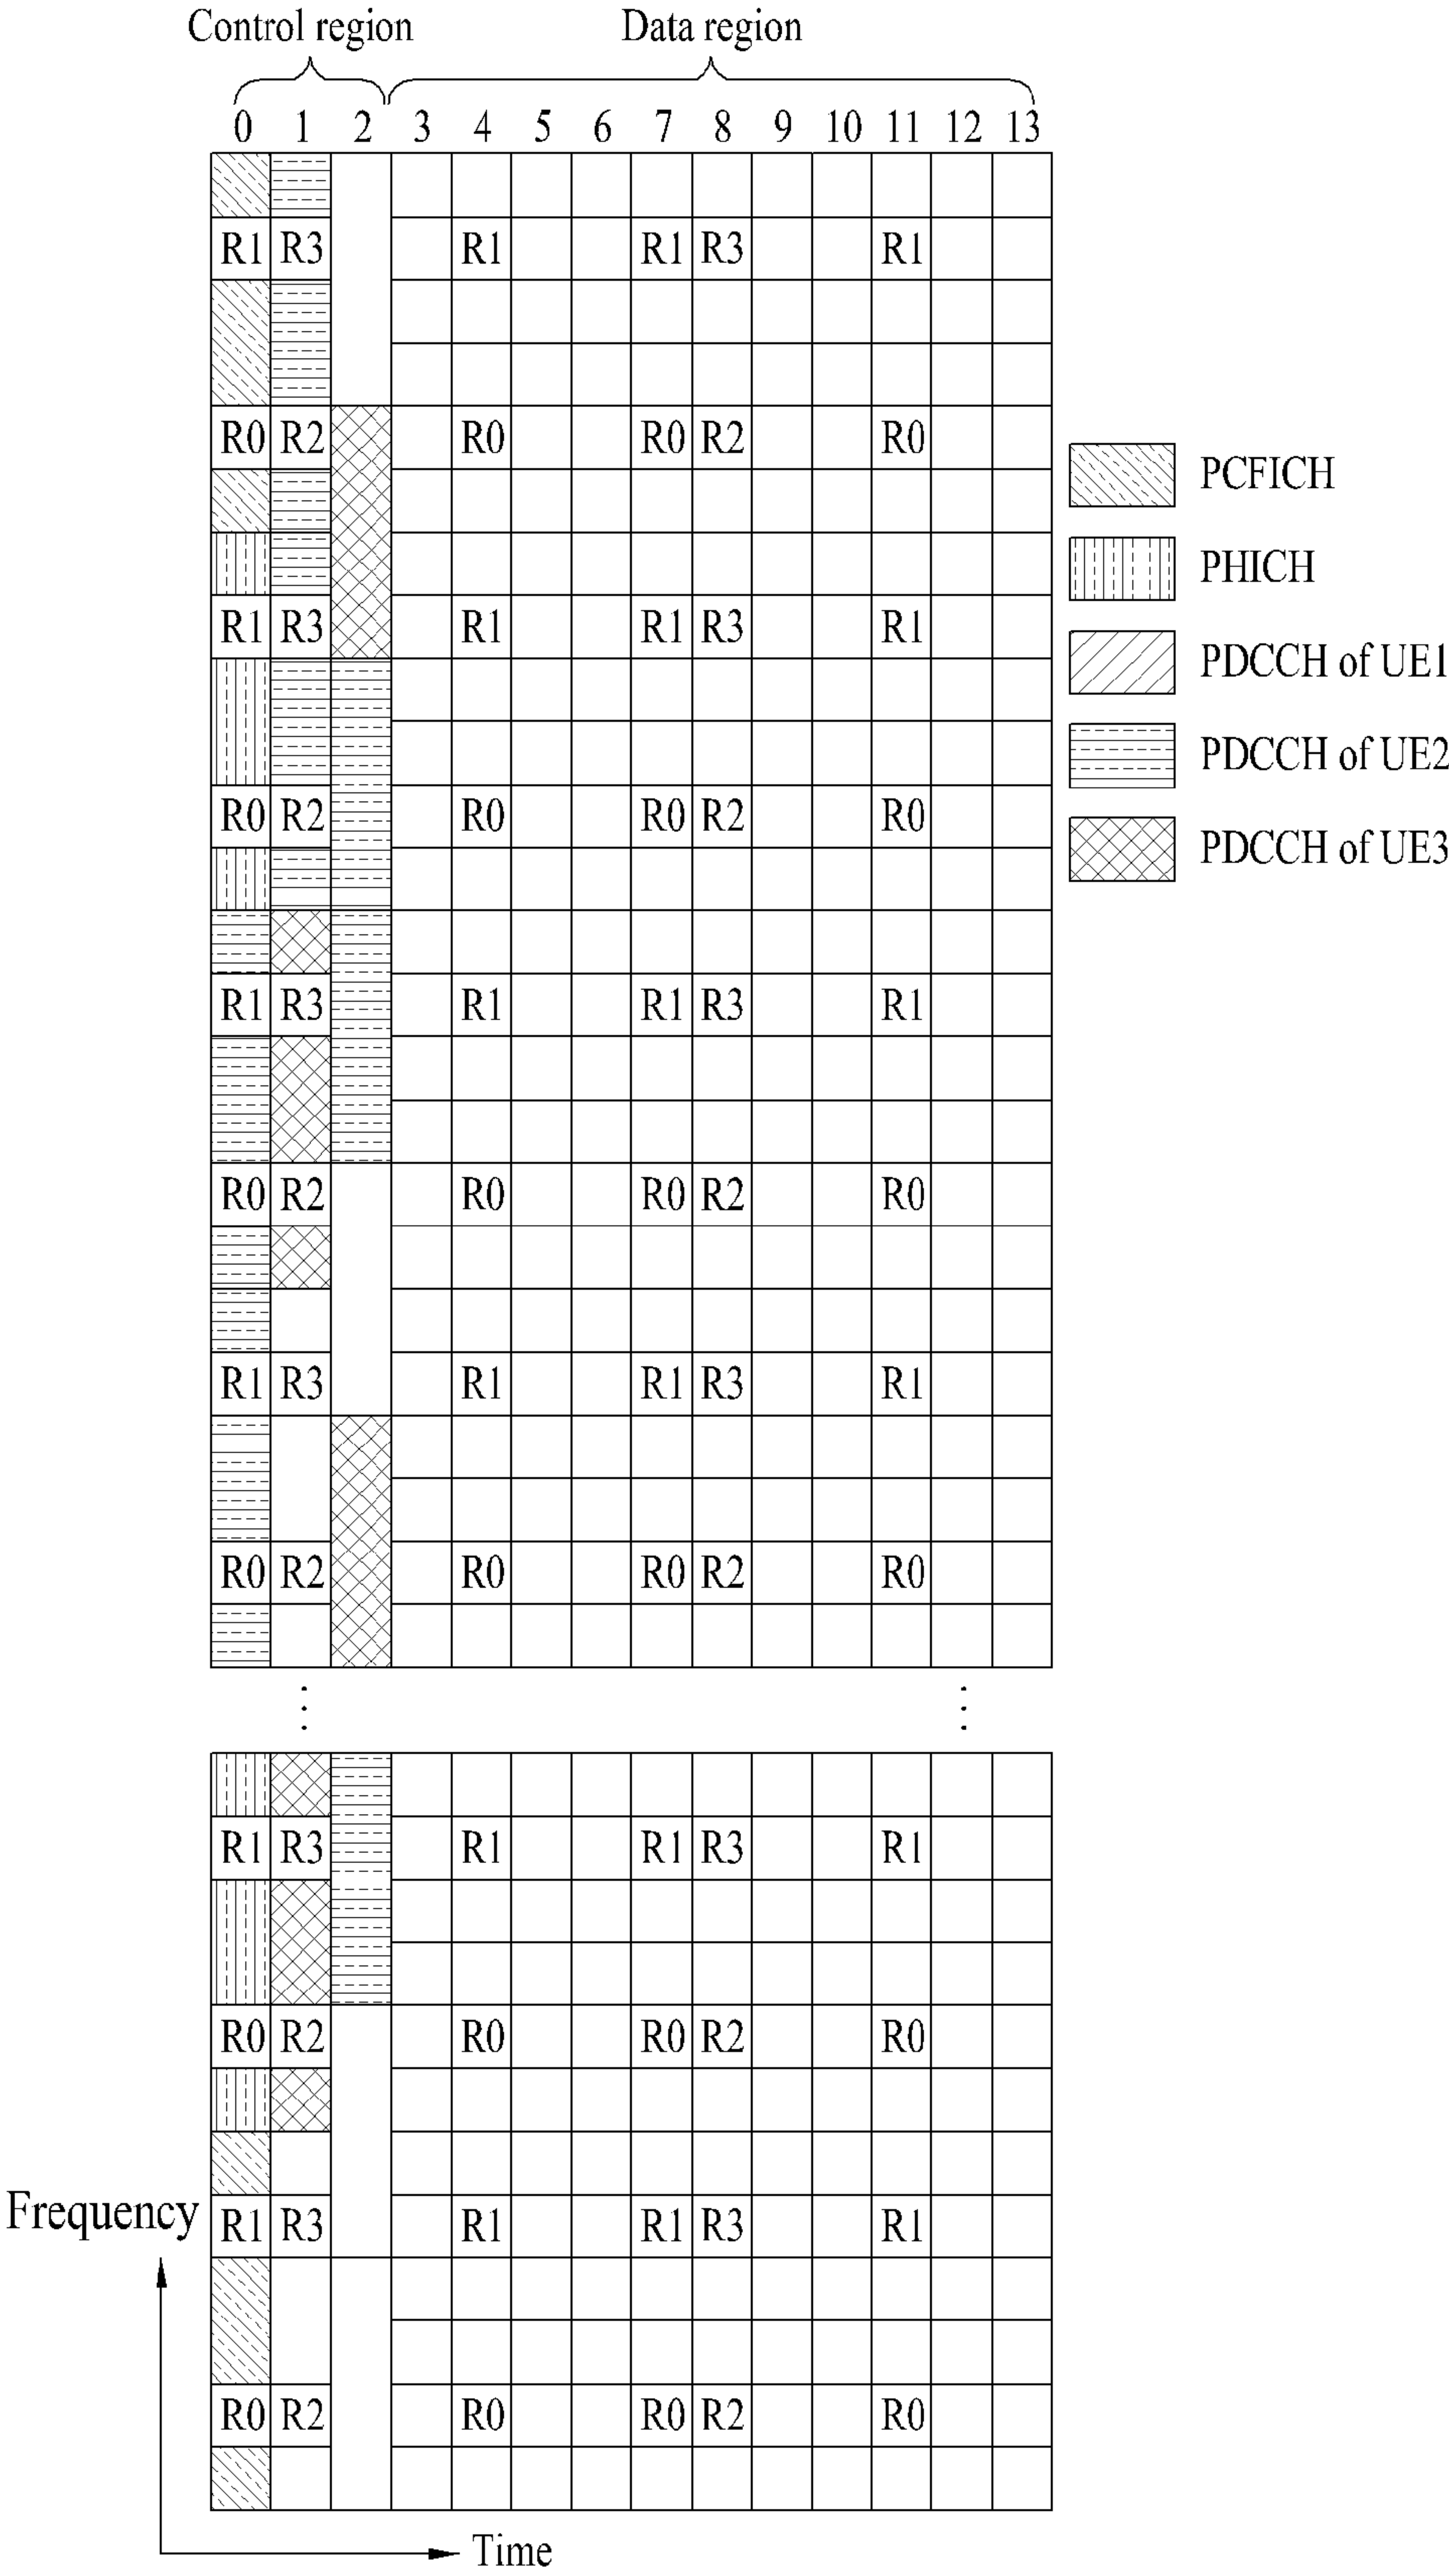 Control region Data region
0 1 2 3 4 5 6 7 8 9 10 11 12 13
R1 R3 R1 R1 R3 R1
R0 R2 R0 R0 R2 R0
PCFICH
PHICH
R1 R3 R1 R1 R3 R1
PDCCH of UE1
PDCCH of UE2
R0 R2 R0 R0 R2 R0
PDCCH of UE3
R1 R3 R1 R1 R3 R1
R0 R2 R0 R0 R2 R0
R1 R3 R1 R1 R3 R1
R0 R2 R0 R0 R2 R0
R1 R3 R1 R1 R3 R1
R0 R2 R0 R0 R2 R0
Frequency R1 R3 R1 R1 R3 R1
R0 R2 R0 R0 R2 R0
Time